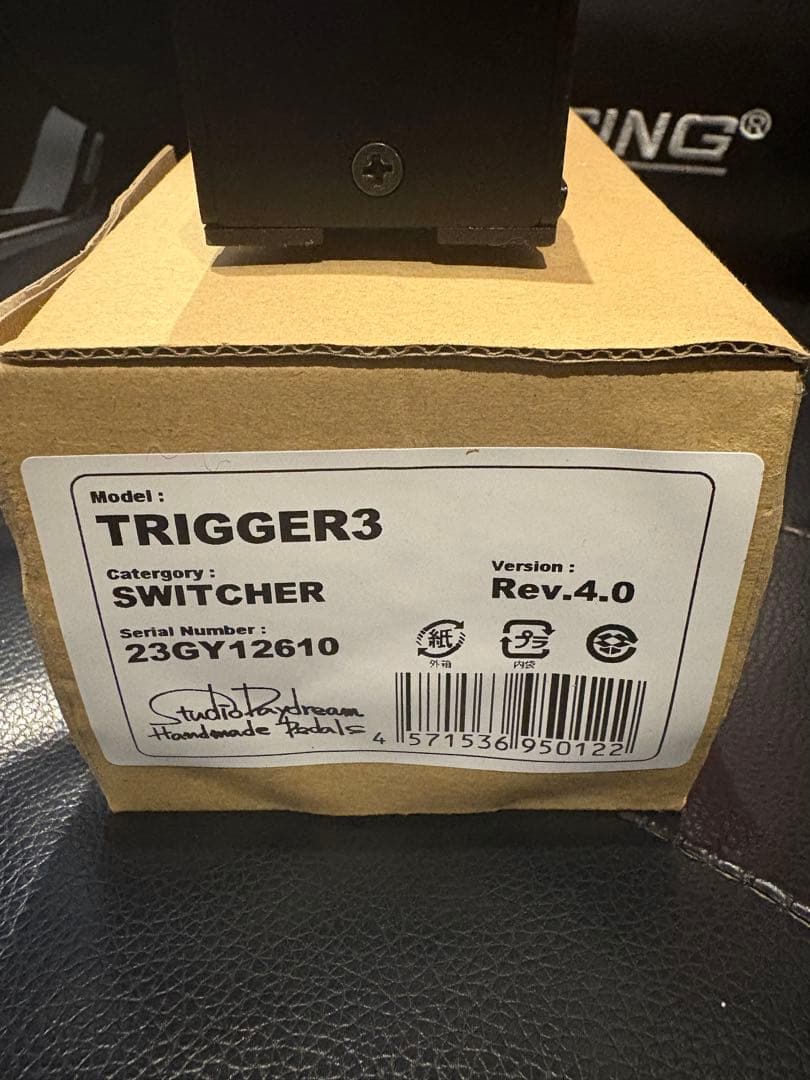 CING®
Model :
TRIGGER3
Catergory :
SWITCHER
Version :
Rev.4.0
Serial Number :
23GY12610
紙
外箱
プラ
内袋
StudioDaydream
Handmade Pedals
4 571536 950122